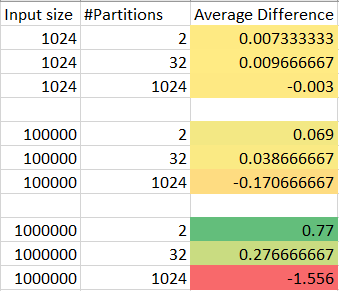 Input size #Partitions Average Difference
1024 2 0.007333333
1024 32 0.009666667
1024 1024 -0.003
100000 2 0.069
100000 32 0.038666667
100000 1024 -0.170666667
1000000 2 0.77
1000000 32 0.276666667
1000000 1024 -1.556